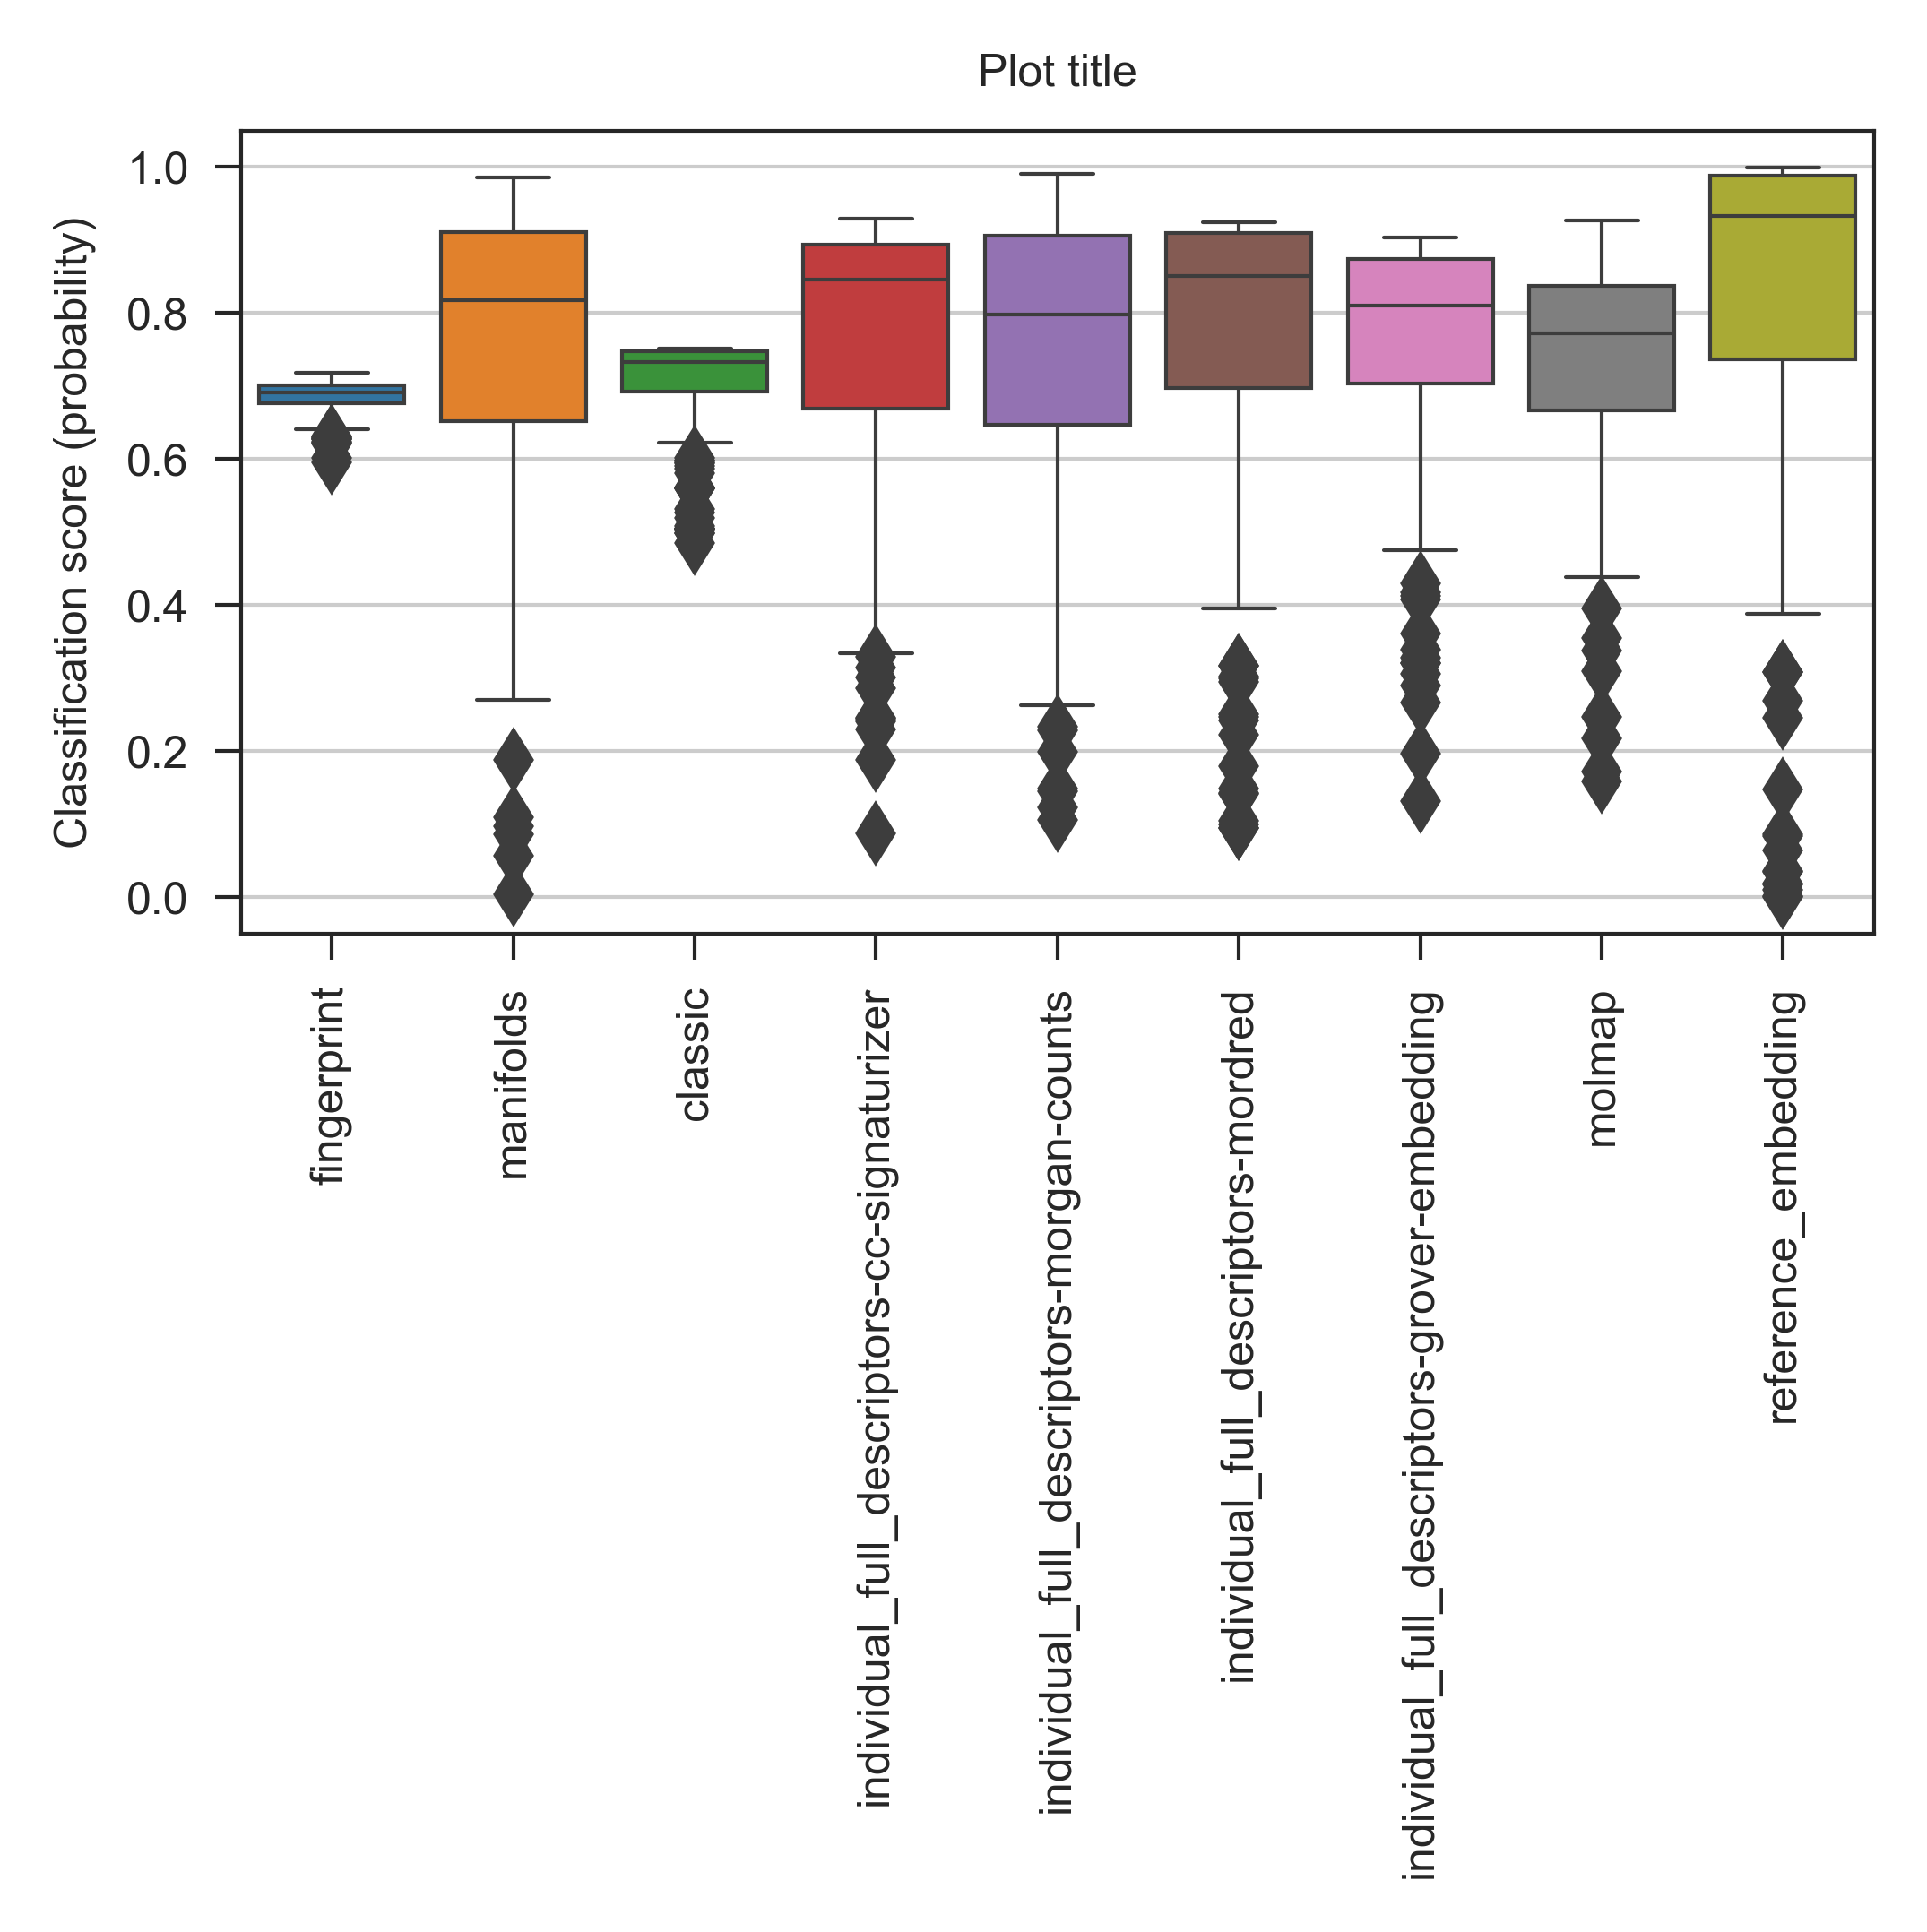 Plot title
Classification score (probability)
1.0
0.8
0.6
0.4
0.2
0.0
fingerprint
manifolds
classic
individual_full_descriptors-cc-signaturizer
individual_full_descriptors-morgan-counts
individual_full_descriptors-mordred
individual_full_descriptors-grover-embedding
molmap
reference_embedding